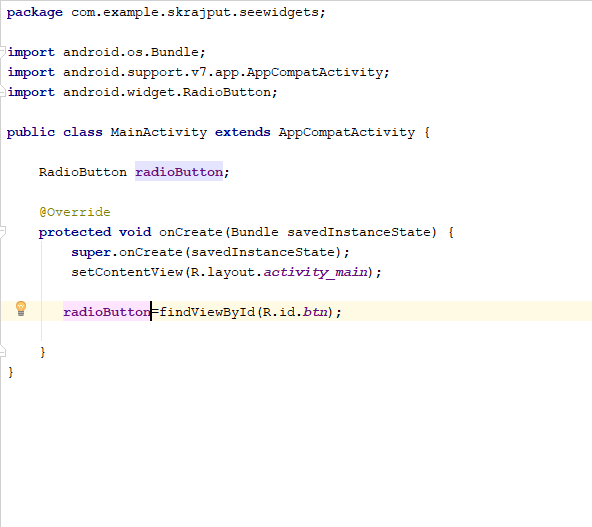 package com.example.skrajput.seewidgets;
import android.os.Bundle;
import android.support.v7.app.AppCompatActivity;
import android.widget.RadioButton;
public class MainActivity extends AppCompatActivity {
RadioButton radioButton;
@Override
protected void onCreate(Bundle savedInstanceState) {
super.onCreate(savedInstanceState);
setContentView(R.layout.activity_main);
radioButton=findViewById(R.id.btn);
}
}